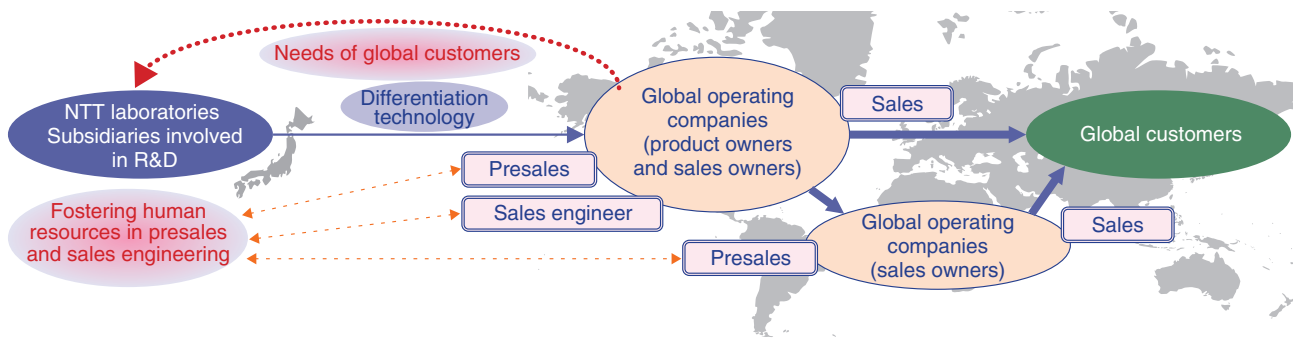 Needs of global customers
NTT laboratories
Subsidiaries involved
in R&D
Differentiation
technology
Global operating
companies
(product owners
and sales owners)
Sales
Global customers
Presales
Sales engineer
Fostering human
resources in presales
and sales engineering
Presales
Global operating
companies
(sales owners)
Sales